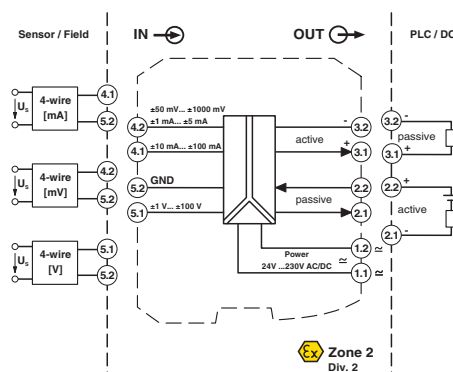 Sensor / Field
IN
OUT
PLC / DC
U_S
4-wire
[mA]
4.1
5.2
U_S
4-wire
[mV]
4.2
5.2
U_S
4-wire
[V]
5.1
5.2
±50 mV... ±1000 mV
4.2
±1 mA... ±5 mA
4.1
±10 mA... ±100 mA
5.2
GND
5.1
±1 V... ±100 V
-
active
3.2
+
3.1
2.2
passive
2.1
Power
1.2
≃
24V ...230V AC/DC
≃
1.1
≃
3.2
-
passive
3.1
+
2.2
+
active
2.1
-
Ex
Zone 2
Div. 2